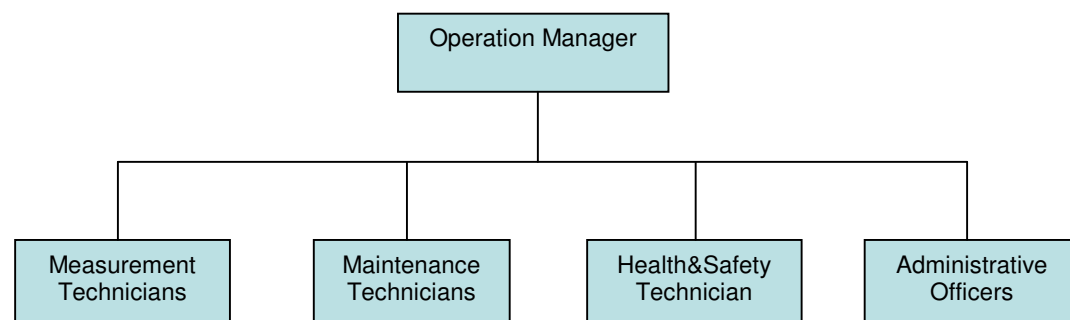 Operation Manager
Measurement
Technicians
Maintenance
Technicians
Health&Safety
Technician
Administrative
Officers